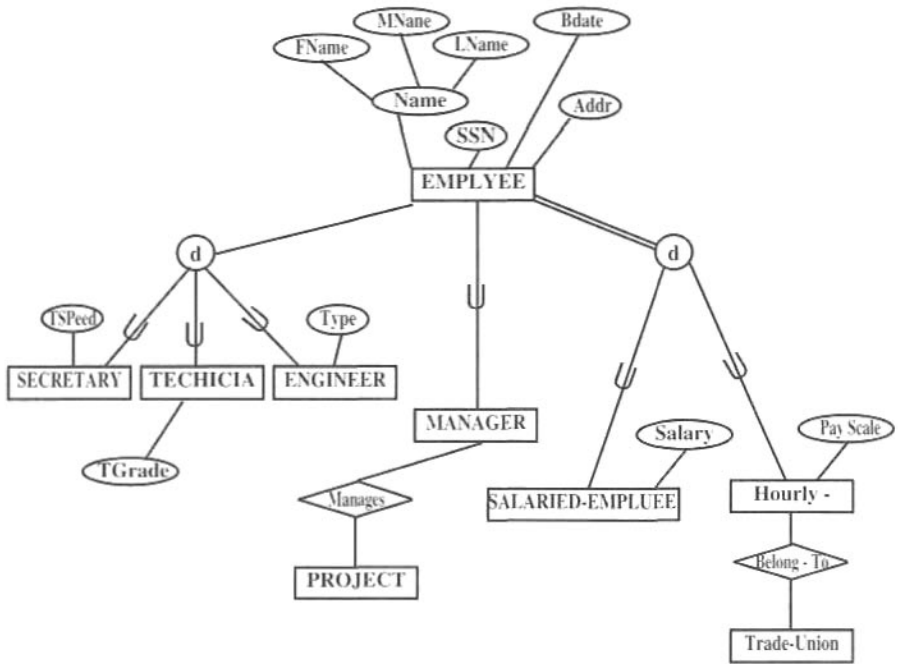 MNane
Bdate
FName
LName
Name
Addr
SSN
EMPLYEE
d
d
TSPeed
Type
SECRETARY
TECHICIA
ENGINEER
MANAGER
Salary
Pay Scale
TGrade
Manages
SALARIED-EMPLUEE
Hourly -
Belong - To
PROJECT
Trade-Union